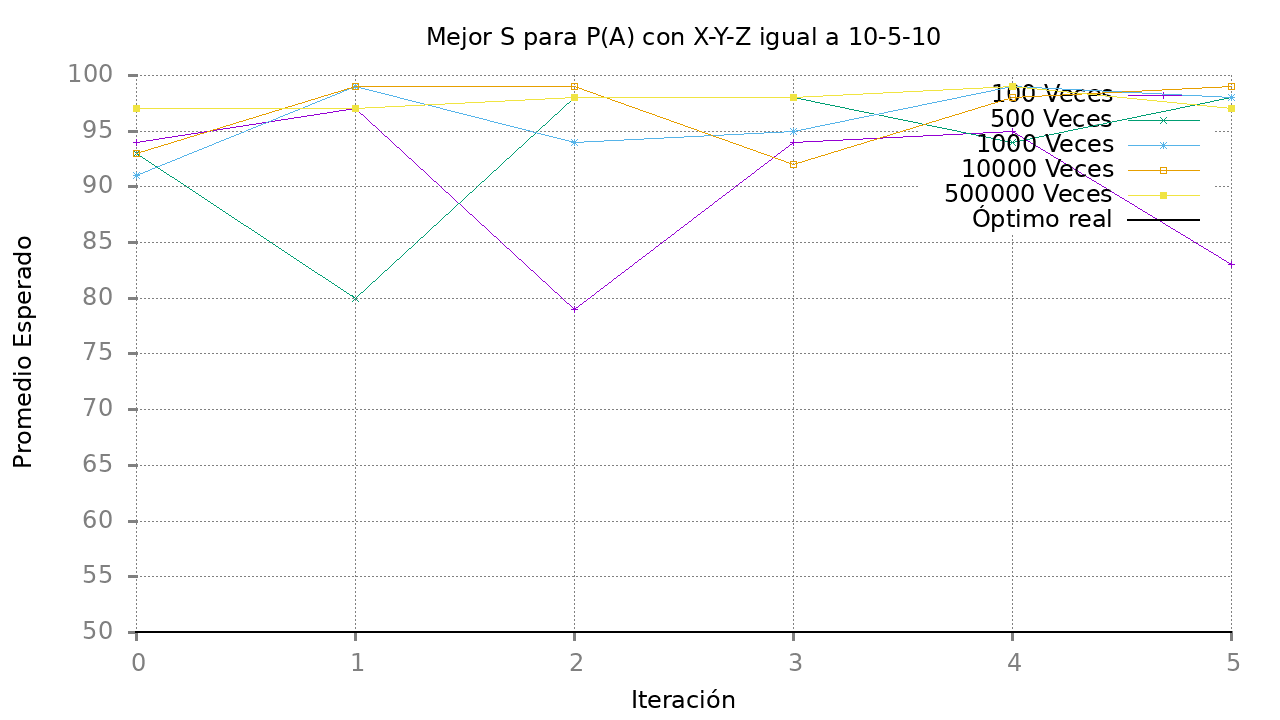 Mejor S para P(A) con X-Y-Z igual a 10-5-10
100
95
90
85
80
75
70
65
60
55
50
Promedio Esperado
100 Veces
500 Veces
1000 Veces
10000 Veces
500000 Veces
Óptimo real
0 1 2 3 4 5
Iteración